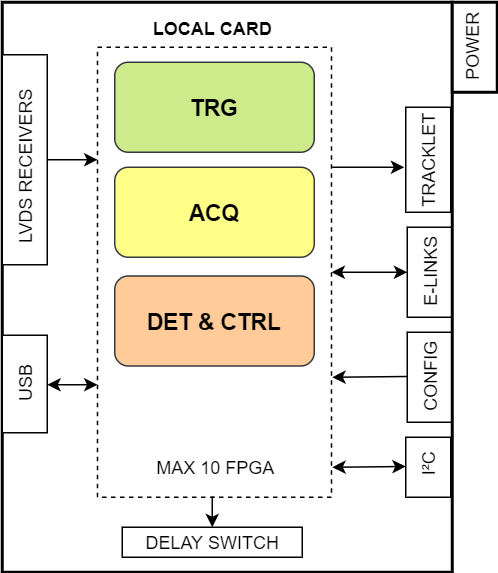 LOCAL CARD
POWER
LVDS RECEIVERS
TRG
TRACKLET
ACQ
E-LINKS
DET & CTRL
USB
CONFIG
MAX 10 FPGA
I²C
DELAY SWITCH